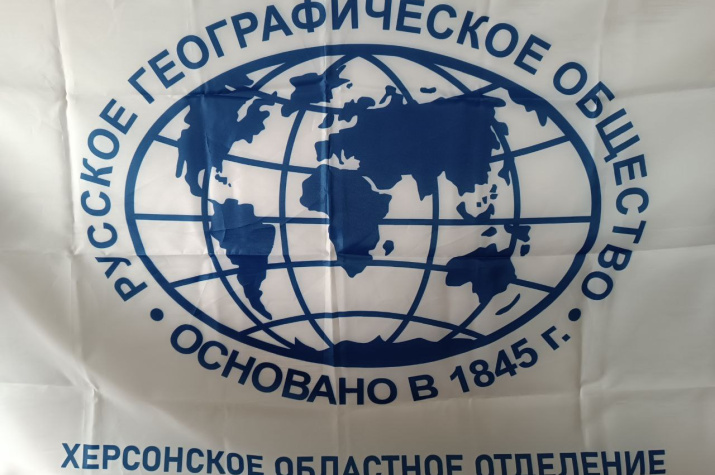 РУССКОЕ ГЕОГРАФИЧЕСКОЕ ОБЩЕСТВО
• ОСНОВАНО В 1845 г. •
ХЕРСОНСКОЕ ОБЛАСТНОЕ ОТДЕЛЕНИЕ